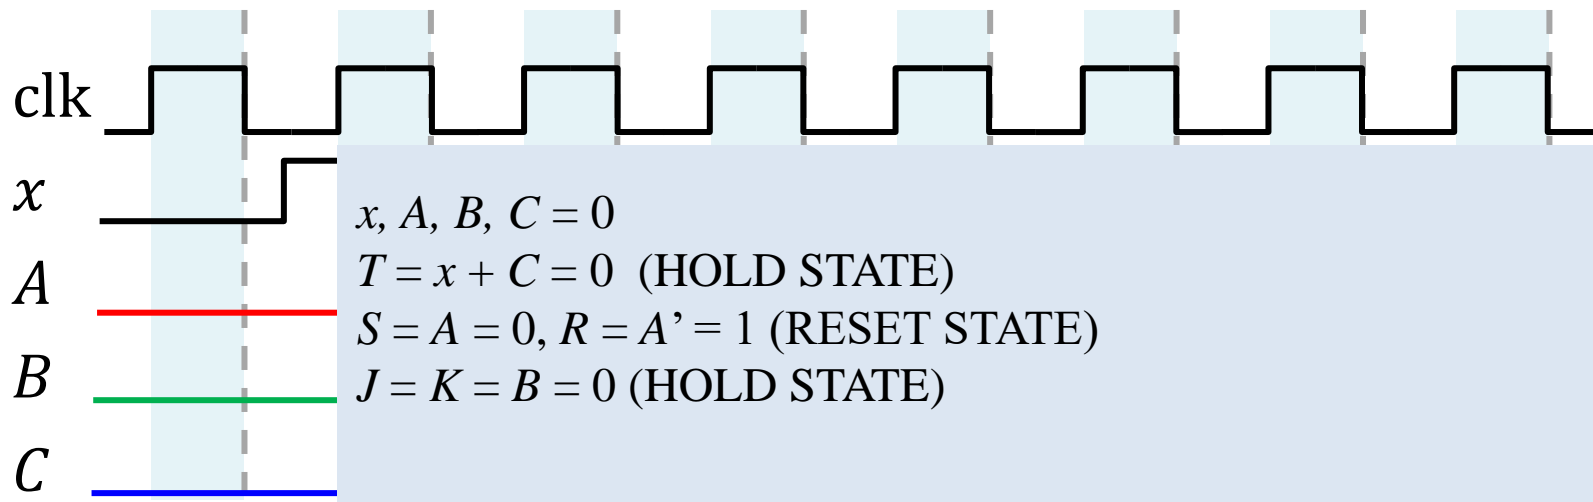 clk
x
A
B
C
x, A, B, C = 0
T = x + C = 0 (HOLD STATE)
S = A = 0, R = A’ = 1 (RESET STATE)
J = K = B = 0 (HOLD STATE)